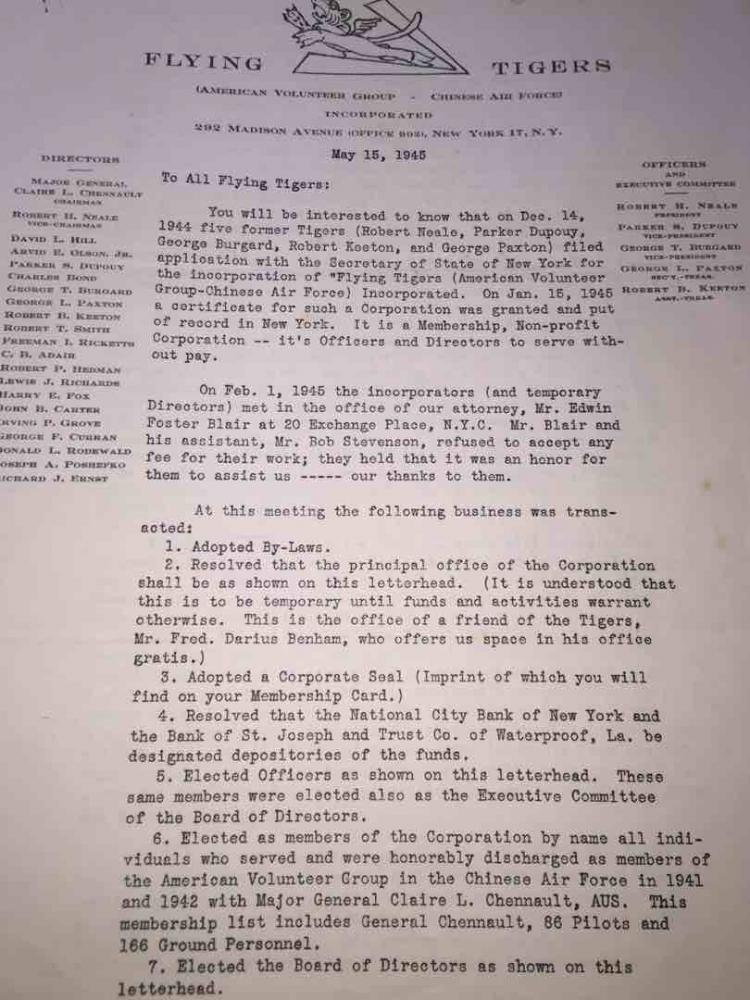 FLYING TIGERS
(AMERICAN VOLUNTEER GROUP - CHINESE AIR FORCE)
INCORPORATED
292 MADISON AVENUE (OFFICE 902), NEW YORK 17, N.Y.
May 15, 1945
DIRECTORS
MAJOR GENERAL
CLAIRE L. CHENNAULT
CHAIRMAN
ROBERT H. NEALE
VICE-CHAIRMAN
DAVID L. HILL
ARVID E. OLSON, JR.
PARKER S. DUPOUY
CHARLES BOND
GEORGE T. BURGARD
GEORGE L. PAXTON
ROBERT B. KEETON
ROBERT T. SMITH
FREEMAN I. RICKETTS
C. B. ADAIR
ROBERT P. HEDMAN
LEWIS J. RICHARDS
HARRY E. FOX
JOHN B. CARTER
IRVING P. GROVE
GEORGE F. CURRAN
DONALD L. RODEWALD
JOSEPH A. POSHEFKO
RICHARD J. ERNST
OFFICERS
AND
EXECUTIVE COMMITTEE
ROBERT H. NEALE
PRESIDENT
PARKER S. DUPOUY
VICE-PRESIDENT
GEORGE T. BURGARD
VICE-PRESIDENT
GEORGE L. PAXTON
SEC'Y.-TREAS.
ROBERT B. KEETON
ASST.-TREAS.
To All Flying Tigers:
You will be interested to know that on Dec. 14,
1944 five former Tigers (Robert Neale, Parker Dupouy,
George Burgard, Robert Keeton, and George Paxton) filed
application with the Secretary of State of New York for
the incorporation of "Flying Tigers (American Volunteer
Group-Chinese Air Force) Incorporated. On Jan. 15, 1945
a certificate for such a Corporation was granted and put
of record in New York. It is a Membership, Non-profit
Corporation -- it's Officers and Directors to serve with-
out pay.
On Feb. 1, 1945 the incorporators (and temporary
Directors) met in the office of our attorney, Mr. Edwin
Foster Blair at 20 Exchange Place, N.Y.C. Mr. Blair and
his assistant, Mr. Bob Stevenson, refused to accept any
fee for their work; they held that it was an honor for
them to assist us ----- our thanks to them.
At this meeting the following business was trans-
acted:
1. Adopted By-Laws.
2. Resolved that the principal office of the Corporation
shall be as shown on this letterhead. (It is understood that
this is to be temporary until funds and activities warrant
otherwise. This is the office of a friend of the Tigers,
Mr. Fred. Darius Benham, who offers us space in his office
gratis.)
3. Adopted a Corporate Seal (Imprint of which you will
find on your Membership Card.)
4. Resolved that the National City Bank of New York and
the Bank of St. Joseph and Trust Co. of Waterproof, La. be
designated depositories of the funds.
5. Elected Officers as shown on this letterhead. These
same members were elected also as the Executive Committee
of the Board of Directors.
6. Elected as members of the Corporation by name all indi-
viduals who served and were honorably discharged as members of
the American Volunteer Group in the Chinese Air Force in 1941
and 1942 with Major General Claire L. Chennault, AUS. This
membership list includes General Chennault, 86 Pilots and
166 Ground Personnel.
7. Elected the Board of Directors as shown on this
letterhead.